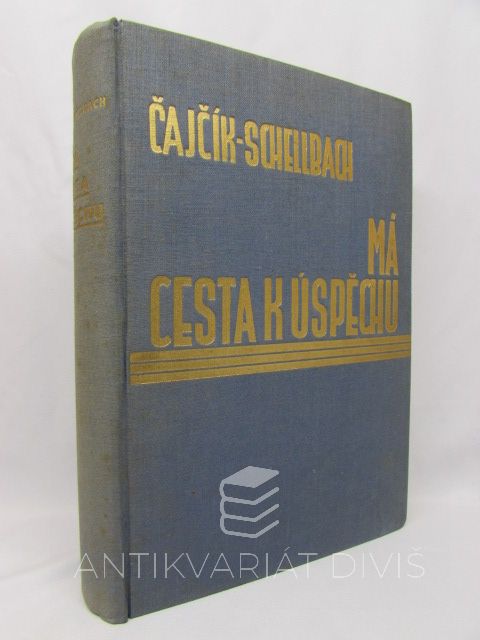 ČAJČÍK-SCHELLBACH
MÁ
CESTA K ÚSPĚCHU
ANTIKVARIÁT DIVIŠ